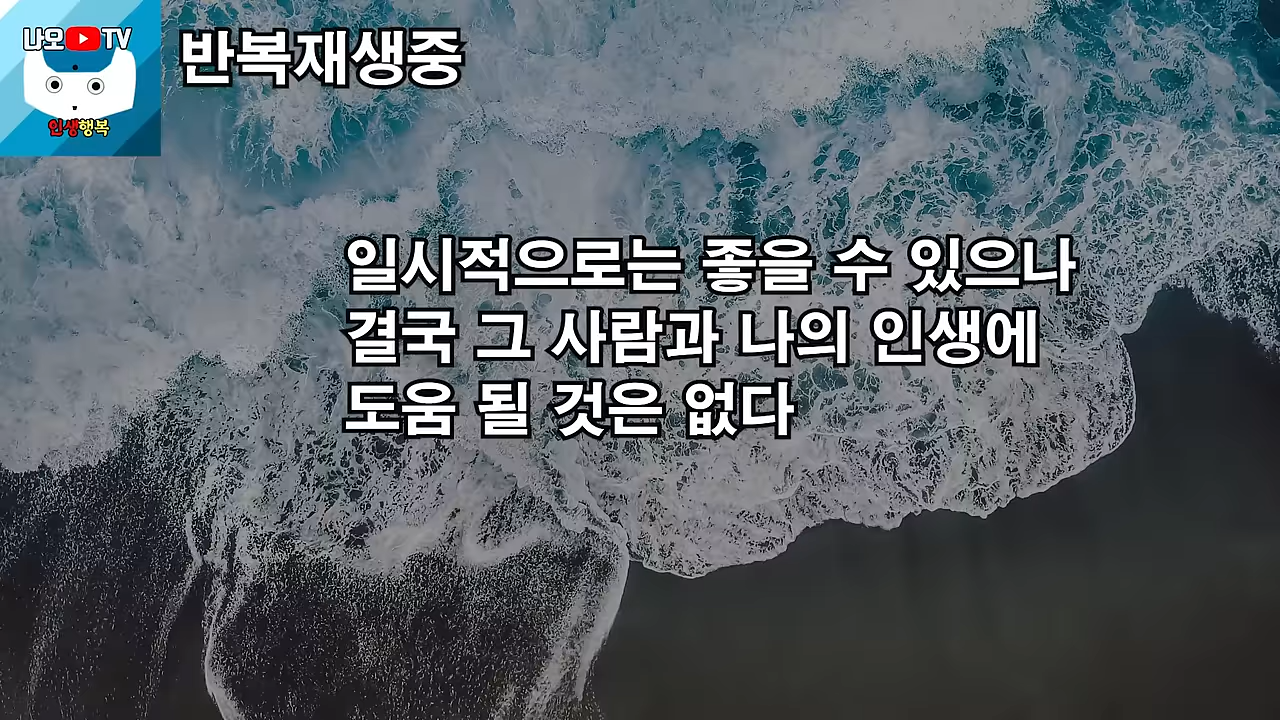 나오 TV
인생행복
반복재생중
일시적으로는 좋을 수 있으나
결국 그 사람과 나의 인생에
도움 될 것은 없다